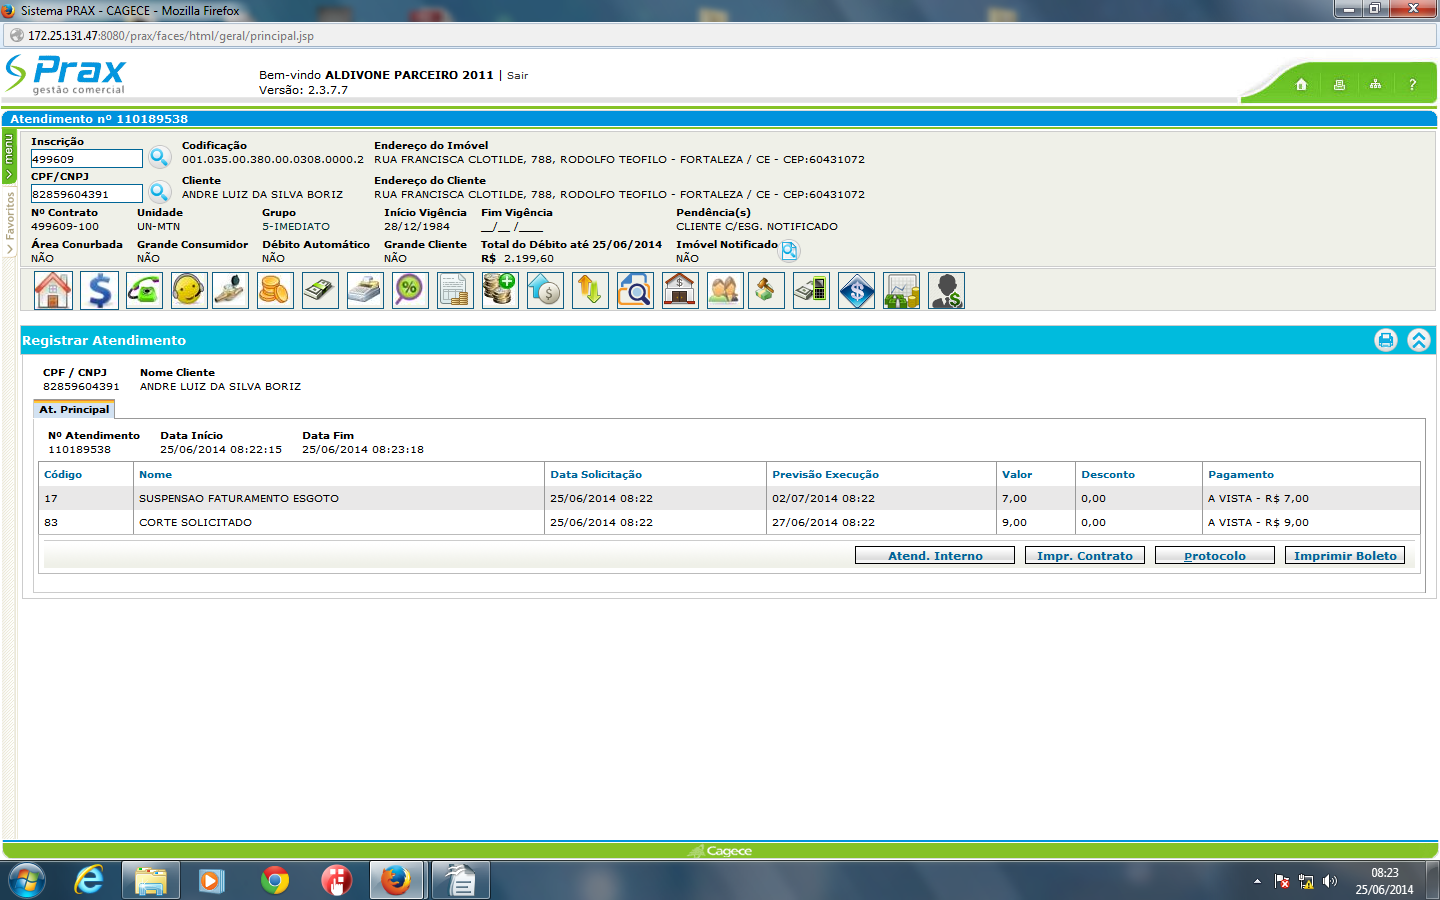 Sistema PRAX - CAGECE - Mozilla Firefox
172.25.131.47:8080/prax/faces/html/geral/principal.jsp
Prax
gestão comercial
Bem-vindo ALDIVONE PARCEIRO 2011 | Sair
Versão: 2.3.7.7
?
Atendimento nº 110189538
menu
Favoritos
Inscrição Codificação Endereço do Imóvel
499609 001.035.00.380.00.0308.0000.2 RUA FRANCISCA CLOTILDE, 788, RODOLFO TEOFILO - FORTALEZA / CE - CEP:60431072
CPF/CNPJ Cliente Endereço do Cliente
82859604391 ANDRE LUIZ DA SILVA BORIZ RUA FRANCISCA CLOTILDE, 788, RODOLFO TEOFILO - FORTALEZA / CE - CEP:60431072
Nº Contrato Unidade Grupo Início Vigência Fim Vigência Pendência(s)
499609-100 UN-MTN 5-IMEDIATO 28/12/1984 __/__ /____ CLIENTE C/ESG. NOTIFICADO
Área Conurbada Grande Consumidor Débito Automático Grande Cliente Total do Débito até 25/06/2014 Imóvel Notificado
NÃO NÃO NÃO NÃO R$ 2.199,60 NÃO
Registrar Atendimento
CPF / CNPJ Nome Cliente
82859604391 ANDRE LUIZ DA SILVA BORIZ
At. Principal
Nº Atendimento Data Início Data Fim
110189538 25/06/2014 08:22:15 25/06/2014 08:23:18
Código Nome Data Solicitação Previsão Execução Valor Desconto Pagamento
17 SUSPENSAO FATURAMENTO ESGOTO 25/06/2014 08:22 02/07/2014 08:22 7,00 0,00 A VISTA - R$ 7,00
83 CORTE SOLICITADO 25/06/2014 08:22 27/06/2014 08:22 9,00 0,00 A VISTA - R$ 9,00
Atend. Interno Impr. Contrato Protocolo Imprimir Boleto
Cagece
08:23
25/06/2014